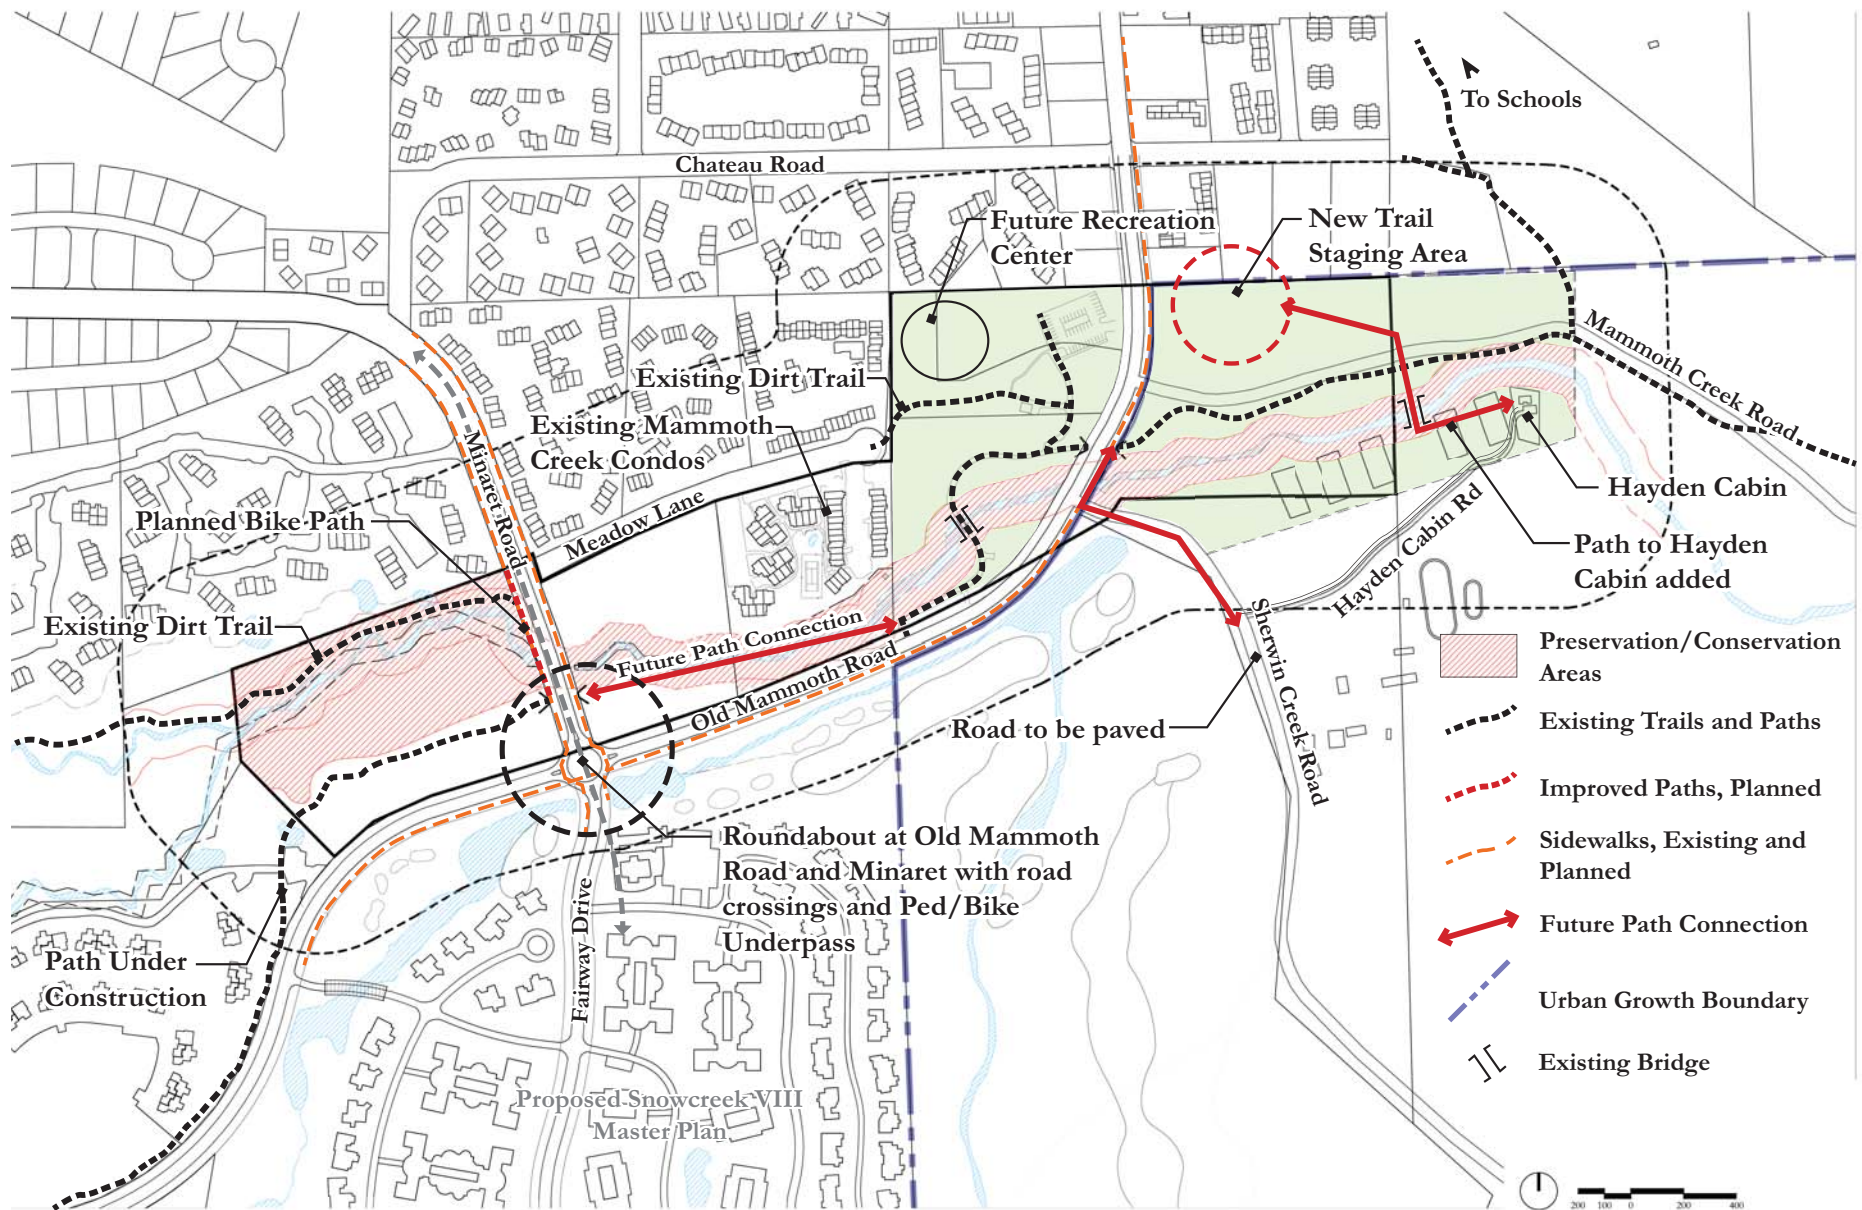 To Schools
Chateau Road
Future Recreation
Center
New Trail
Staging Area
Mammoth Creek Road
Existing Dirt Trail
Existing Mammoth
Creek Condos
Minaret Road
Planned Bike Path
Meadow Lane
Hayden Cabin
Hayden Cabin Rd
Path to Hayden
Cabin added
Existing Dirt Trail
Future Path Connection
Old Mammoth Road
Sherwin Creek Road
Road to be paved
Roundabout at Old Mammoth
Road and Minaret with road
crossings and Ped/Bike
Underpass
Fairway Drive
Path Under
Construction
Proposed Snowcreek VIII
Master Plan
Preservation/Conservation
Areas
Existing Trails and Paths
Improved Paths, Planned
Sidewalks, Existing and
Planned
Future Path Connection
Urban Growth Boundary
Existing Bridge
200 100 0 200 400